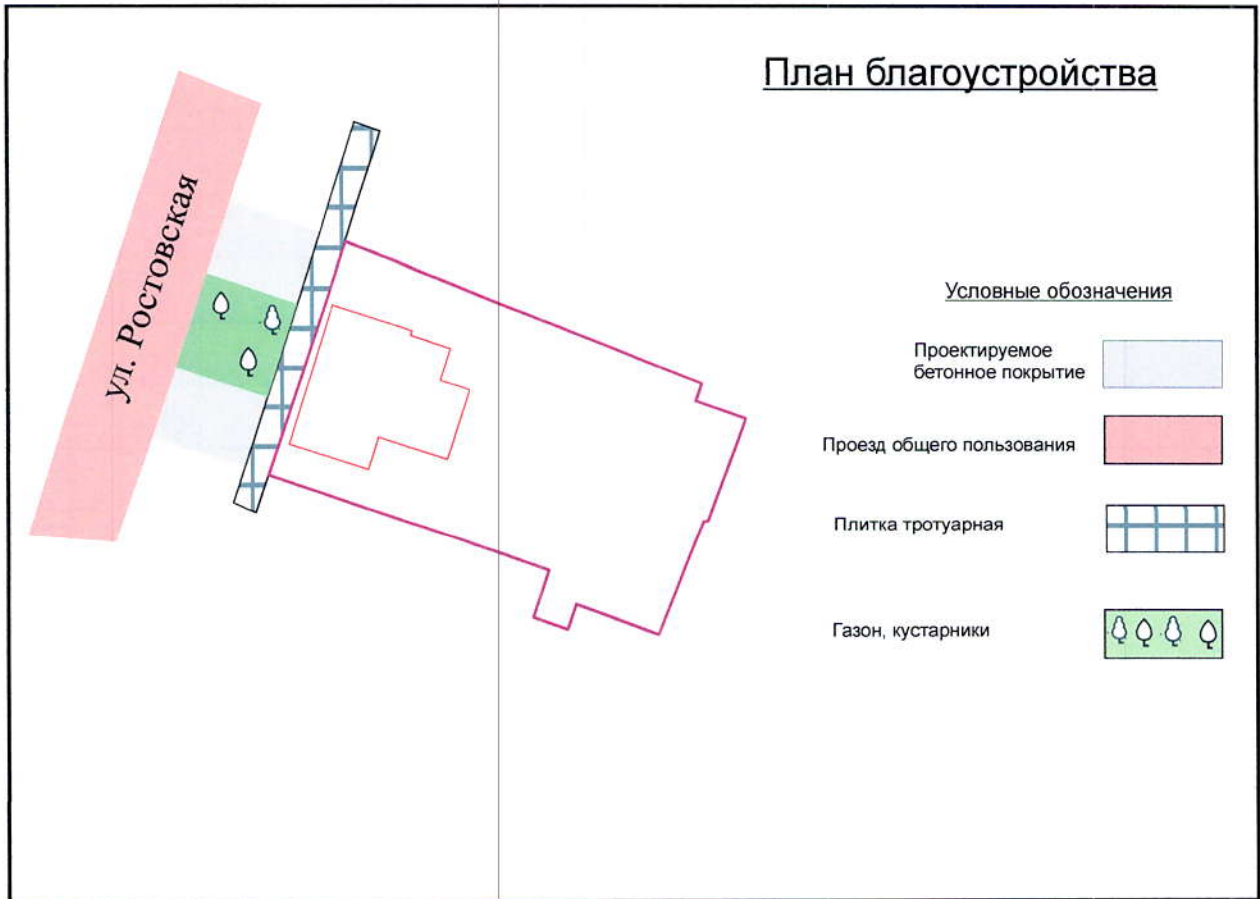 План благоустройства
ул. Ростовская
Условные обозначения
Проектируемое
бетонное покрытие
Проезд общего пользования
Плитка тротуарная
Газон, кустарники